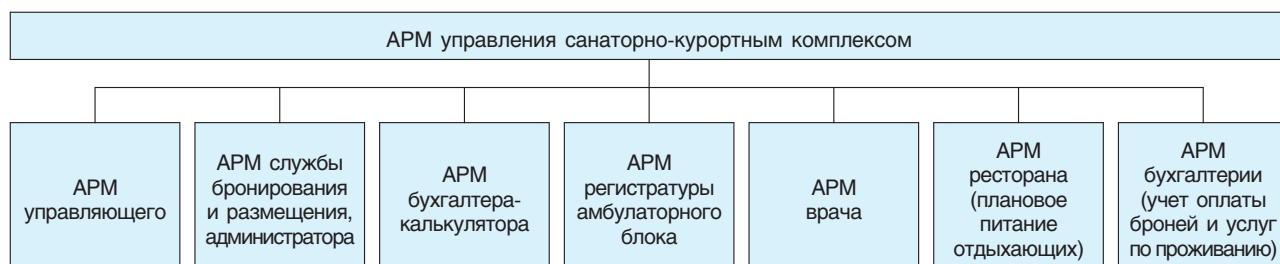 АРМ управления санаторно-курортным комплексом
АРМ
управляющего
АРМ службы
бронирования
и размещения,
администратора
АРМ
бухгалтера-
калькулятора
АРМ
регистратуры
амбулаторного
блока
АРМ
врача
АРМ
ресторана
(плановое
питание
отдыхающих)
АРМ
бухгалтерии
(учет оплаты
броней и услуг
по проживанию)